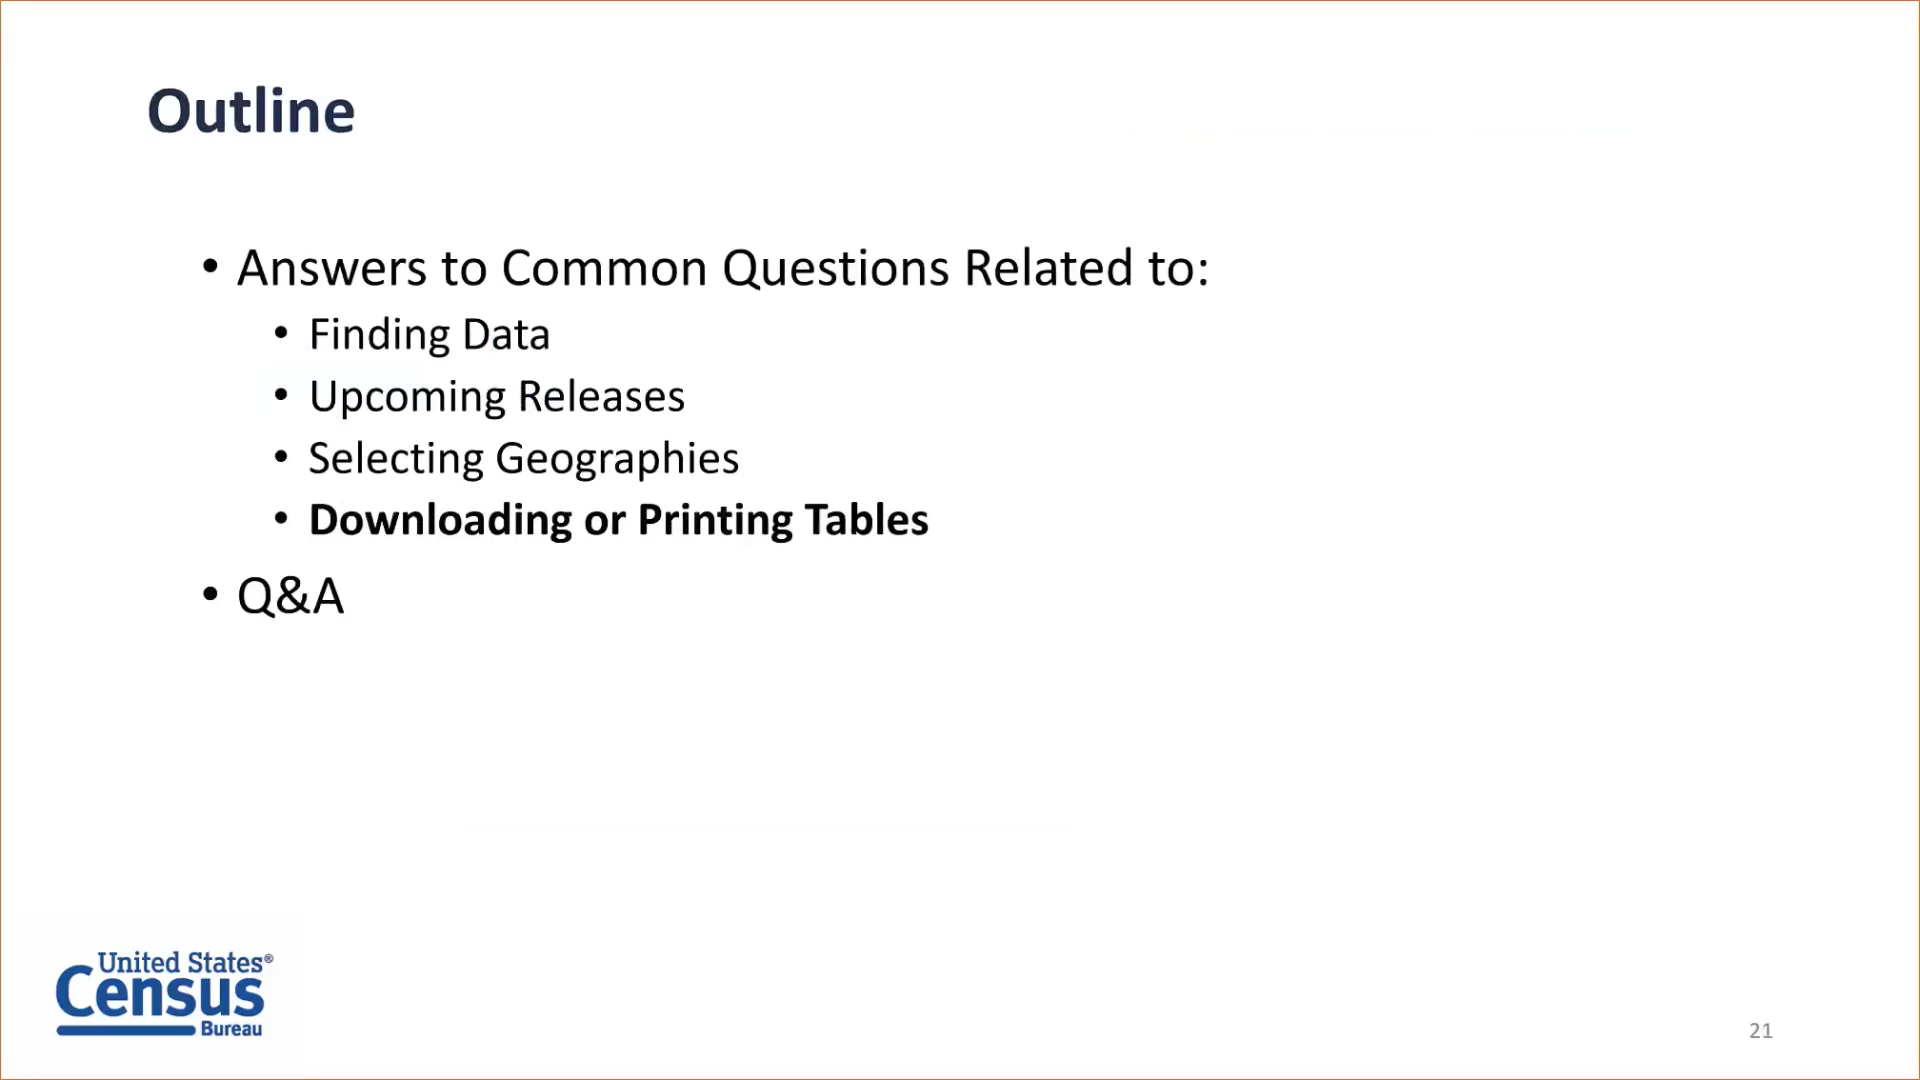 Outline
• Answers to Common Questions Related to:
• Finding Data
• Upcoming Releases
• Selecting Geographies
• Downloading or Printing Tables
• Q&A
United States®
Census
Bureau
21